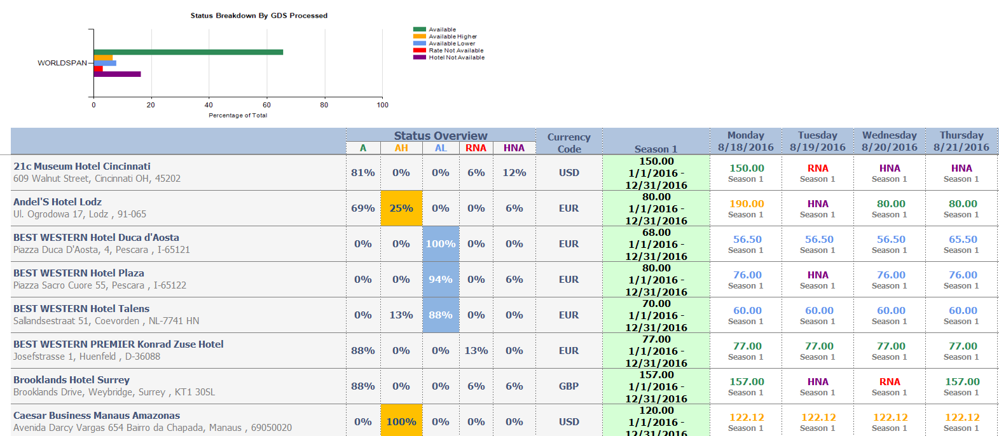 Status Breakdown By GDS Processed
Available
Available Higher
Available Lower
Rate Not Available
Hotel Not Available
WORLDSPAN
0 20 40 60 80 100
Percentage of Total
Status Overview Currency Code Season 1 Monday Tuesday Wednesday Thursday
A AH AL RNA HNA 8/18/2016 8/19/2016 8/20/2016 8/21/2016
21c Museum Hotel Cincinnati
609 Walnut Street, Cincinnati OH, 45202
81% 0% 0% 6% 12% USD
150.00
1/1/2016 -
12/31/2016
150.00 RNA HNA HNA
Season 1 Season 1 Season 1 Season 1
Andel'S Hotel Lodz
Ul. Ogrodowa 17, Lodz , 91-065
69% 25% 0% 0% 6% EUR
80.00
1/1/2016 -
12/31/2016
190.00 HNA 80.00 80.00
Season 1 Season 1 Season 1 Season 1
BEST WESTERN Hotel Duca d'Aosta
Piazza Duca D'Aosta, 4, Pescara , I-65121
0% 0% 100% 0% 0% EUR
68.00
1/1/2016 -
12/31/2016
56.50 56.50 56.50 65.50
Season 1 Season 1 Season 1 Season 1
BEST WESTERN Hotel Plaza
Piazza Sacro Cuore 55, Pescara , I-65122
0% 0% 94% 0% 6% EUR
80.00
1/1/2016 -
12/31/2016
76.00 HNA 76.00 76.00
Season 1 Season 1 Season 1 Season 1
BEST WESTERN Hotel Talens
Sallandsestraat 51, Coevorden , NL-7741 HN
0% 13% 88% 0% 0% EUR
70.00
1/1/2016 -
12/31/2016
60.00 60.00 60.00 60.00
Season 1 Season 1 Season 1 Season 1
BEST WESTERN PREMIER Konrad Zuse Hotel
Josefstrasse 1, Huenfeld , D-36088
88% 0% 0% 13% 0% EUR
77.00
1/1/2016 -
12/31/2016
77.00 77.00 77.00 77.00
Season 1 Season 1 Season 1 Season 1
Brooklands Hotel Surrey
Brooklands Drive, Weybridge, Surrey , KT1 30SL
88% 0% 0% 6% 6% GBP
157.00
1/1/2016 -
12/31/2016
157.00 HNA RNA 157.00
Season 1 Season 1 Season 1 Season 1
Caesar Business Manaus Amazonas
Avenida Darcy Vargas 654 Bairro da Chapada, Manaus , 69050020
0% 100% 0% 0% 0% USD
120.00
1/1/2016 -
12/31/2016
122.12 122.12 122.12 122.12
Season 1 Season 1 Season 1 Season 1